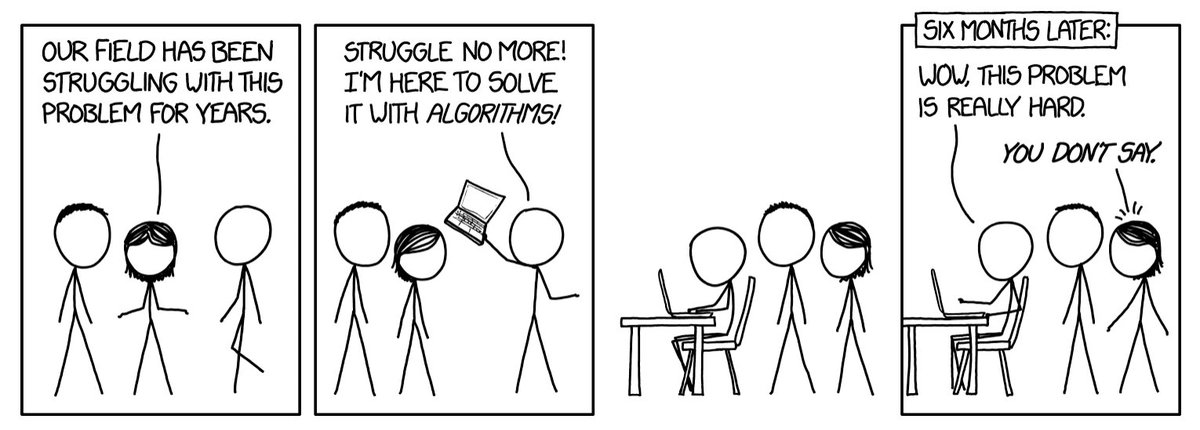 OUR FIELD HAS BEEN
STRUGGLING WITH THIS
PROBLEM FOR YEARS.
STRUGGLE NO MORE!
I'M HERE TO SOLVE
IT WITH ALGORITHMS!
SIX MONTHS LATER:
WOW, THIS PROBLEM
IS REALLY HARD.
YOU DON'T SAY.